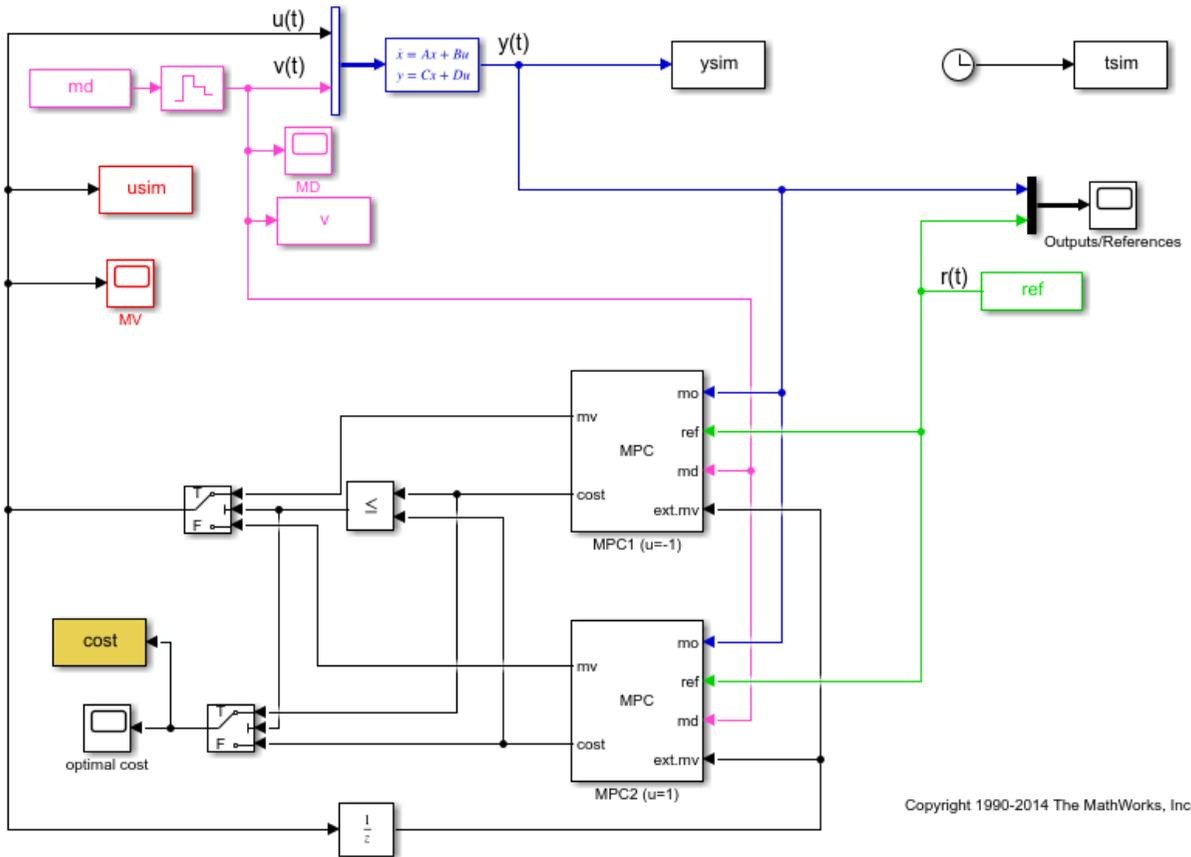 u(t)
y(t)
v(t)
md
ẋ = Ax + Bu
y = Cx + Du
ysim
tsim
MD
usim
v
Outputs/References
r(t)
ref
MV
mo
mv
ref
MPC
md
T
cost
≤
F
ext.mv
MPC1 (u=-1)
cost
mo
mv
ref
MPC
T
md
F
cost
ext.mv
optimal cost
MPC2 (u=1)
Copyright 1990-2014 The MathWorks, Inc
1
z